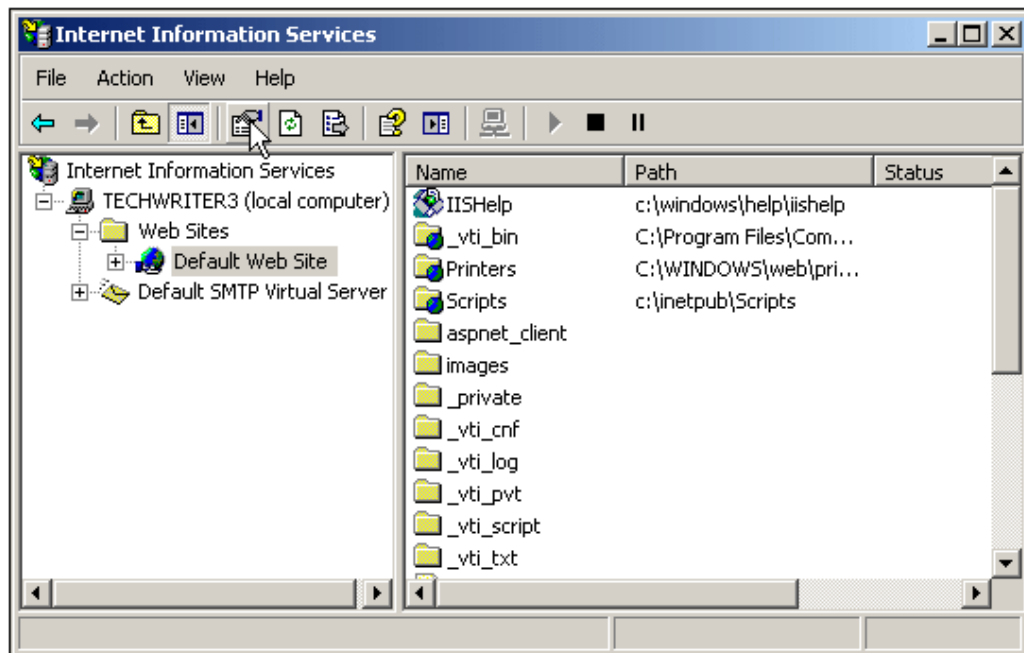 Internet Information Services
File Action View Help
Internet Information Services
TECHWRITER3 (local computer)
Web Sites
Default Web Site
Default SMTP Virtual Server
Name Path Status
IISHelp c:\windows\help\iishelp
_vti_bin C:\Program Files\Com...
Printers C:\WINDOWS\web\pri...
Scripts c:\inetpub\Scripts
aspnet_client
images
_private
_vti_cnf
_vti_log
_vti_pvt
_vti_script
_vti_txt